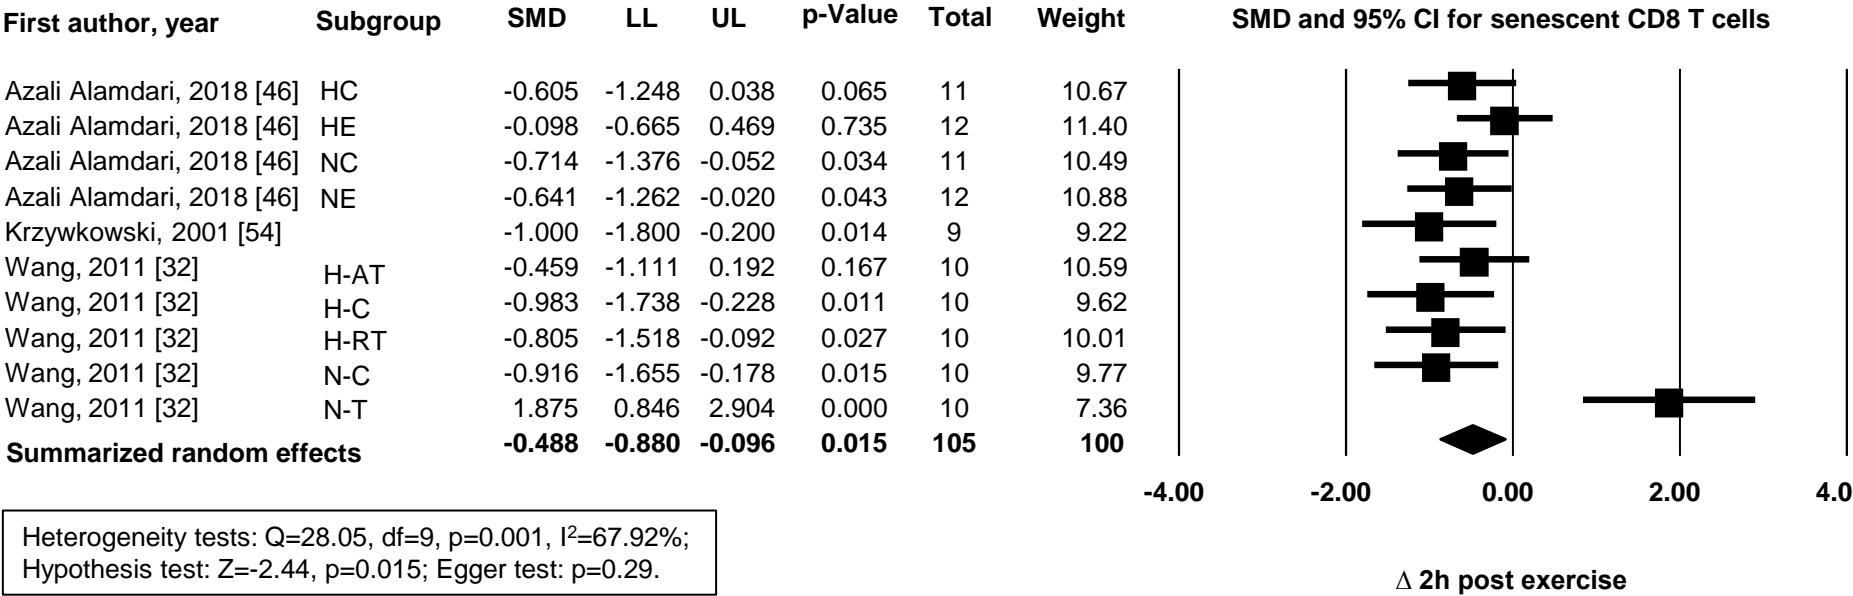 First author, year Subgroup SMD LL UL p-Value Total Weight SMD and 95% CI for senescent CD8 T cells
Azali Alamdari, 2018 [46] HC -0.605 -1.248 0.038 0.065 11 10.67
Azali Alamdari, 2018 [46] HE -0.098 -0.665 0.469 0.735 12 11.40
Azali Alamdari, 2018 [46] NC -0.714 -1.376 -0.052 0.034 11 10.49
Azali Alamdari, 2018 [46] NE -0.641 -1.262 -0.020 0.043 12 10.88
Krzywkowski, 2001 [54] -1.000 -1.800 -0.200 0.014 9 9.22
Wang, 2011 [32] H-AT -0.459 -1.111 0.192 0.167 10 10.59
Wang, 2011 [32] H-C -0.983 -1.738 -0.228 0.011 10 9.62
Wang, 2011 [32] H-RT -0.805 -1.518 -0.092 0.027 10 10.01
Wang, 2011 [32] N-C -0.916 -1.655 -0.178 0.015 10 9.77
Wang, 2011 [32] N-T 1.875 0.846 2.904 0.000 10 7.36
Summarized random effects -0.488 -0.880 -0.096 0.015 105 100
-4.00 -2.00 0.00 2.00 4.0
Heterogeneity tests: Q=28.05, df=9, p=0.001, I²=67.92%;
Hypothesis test: Z=-2.44, p=0.015; Egger test: p=0.29.
Δ 2h post exercise